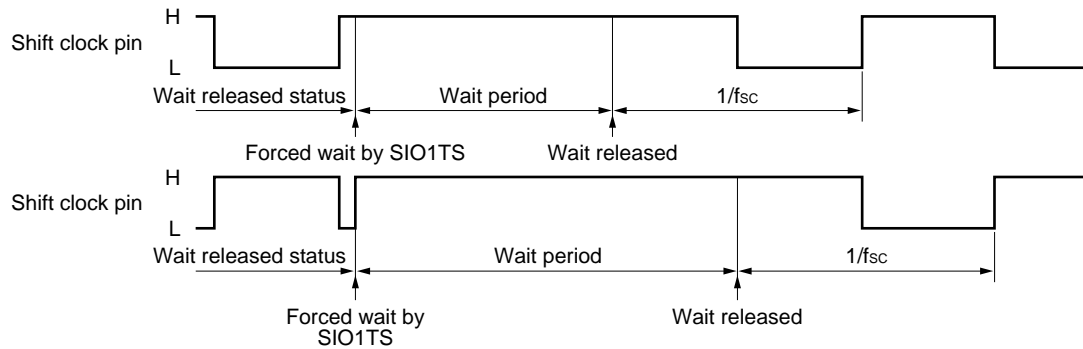 H
Shift clock pin
L
Wait released status Wait period 1/fsc
Forced wait by SIO1TS Wait released
H
Shift clock pin
L
Wait released status Wait period 1/fsc
Forced wait by Wait released
SIO1TS